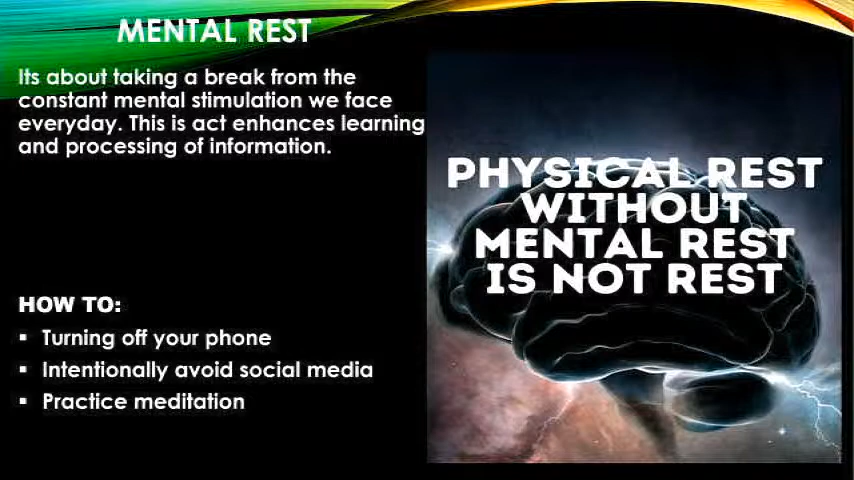 MENTAL REST
Its about taking a break from the
constant mental stimulation we face
everyday. This is act enhances learning
and processing of information.
HOW TO:
▪ Turning off your phone
▪ Intentionally avoid social media
▪ Practice meditation
PHYSICAL REST
WITHOUT
MENTAL REST
IS NOT REST